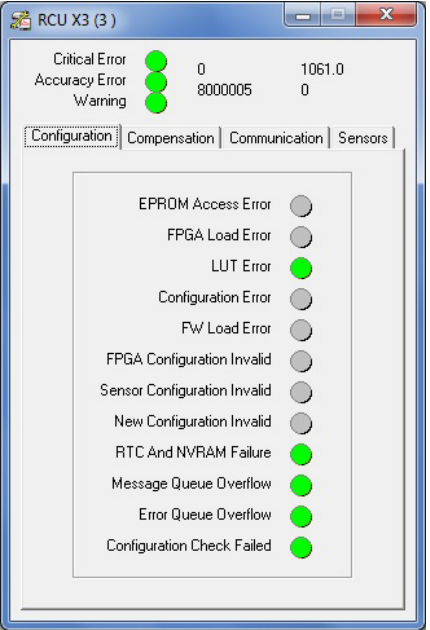 RCU X3 (3 )
Critical Error 0 1061.0
Accuracy Error 8000005 0
Warning
Configuration Compensation Communication Sensors
EPROM Access Error
FPGA Load Error
LUT Error
Configuration Error
FW Load Error
FPGA Configuration Invalid
Sensor Configuration Invalid
New Configuration Invalid
RTC And NVRAM Failure
Message Queue Overflow
Error Queue Overflow
Configuration Check Failed